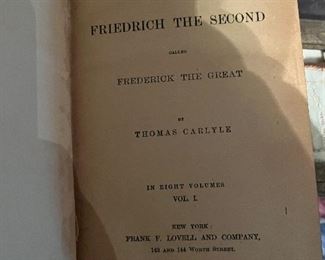 FRIEDRICH THE SECOND
CALLED
FREDERICK THE GREAT
BY
THOMAS CARLYLE
IN EIGHT VOLUMES
VOL. I.
NEW YORK:
FRANK F. LOVELL AND COMPANY,
142 AND 144 WORTH STREET.